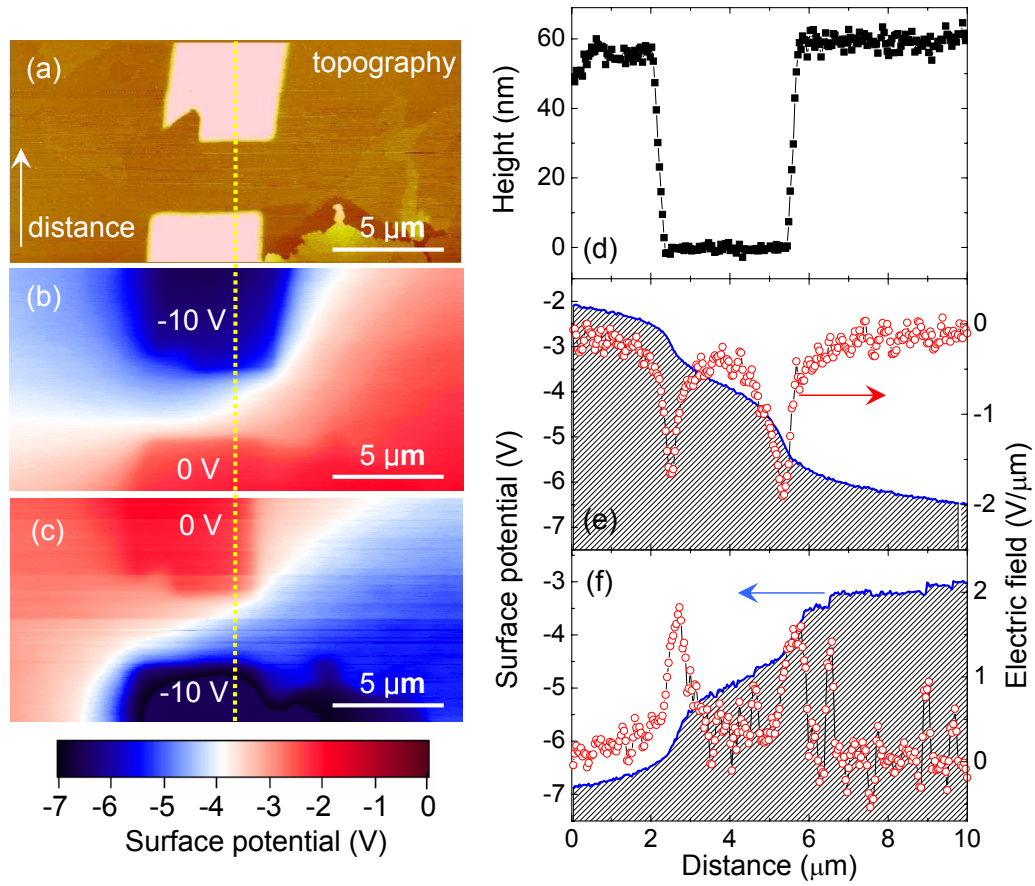 (a)
topography
distance
5 μm
(b)
-10 V
0 V
5 μm
(c)
0 V
-10 V
5 μm
-7 -6 -5 -4 -3 -2 -1 0
Surface potential (V)
60
40
20
0
Height (nm)
(d)
-2
-3
-4
-5
-6
-7
Surface potential (V)
0
-1
-2
(e)
Electric field (V/μm)
-3
-4
-5
-6
-7
(f)
2
1
0
0 2 4 6 8 10
Distance (μm)